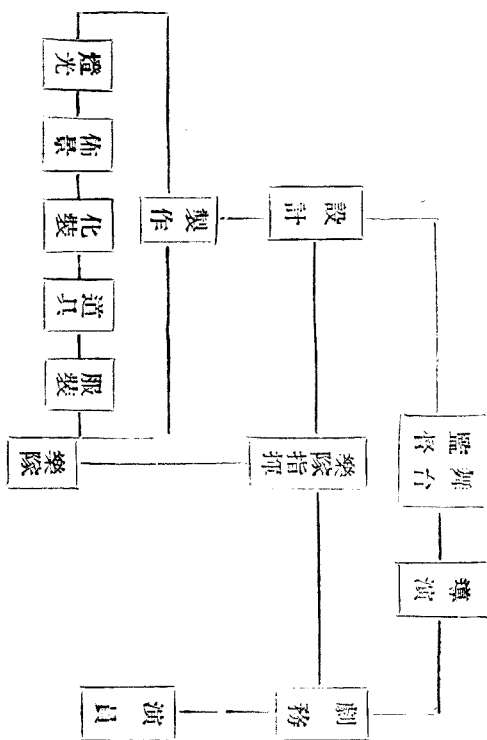 導演
舞台
監督
設計
樂隊
指揮
劇務
製作
樂隊
演員
燈光
佈景
化裝
道具
服裝